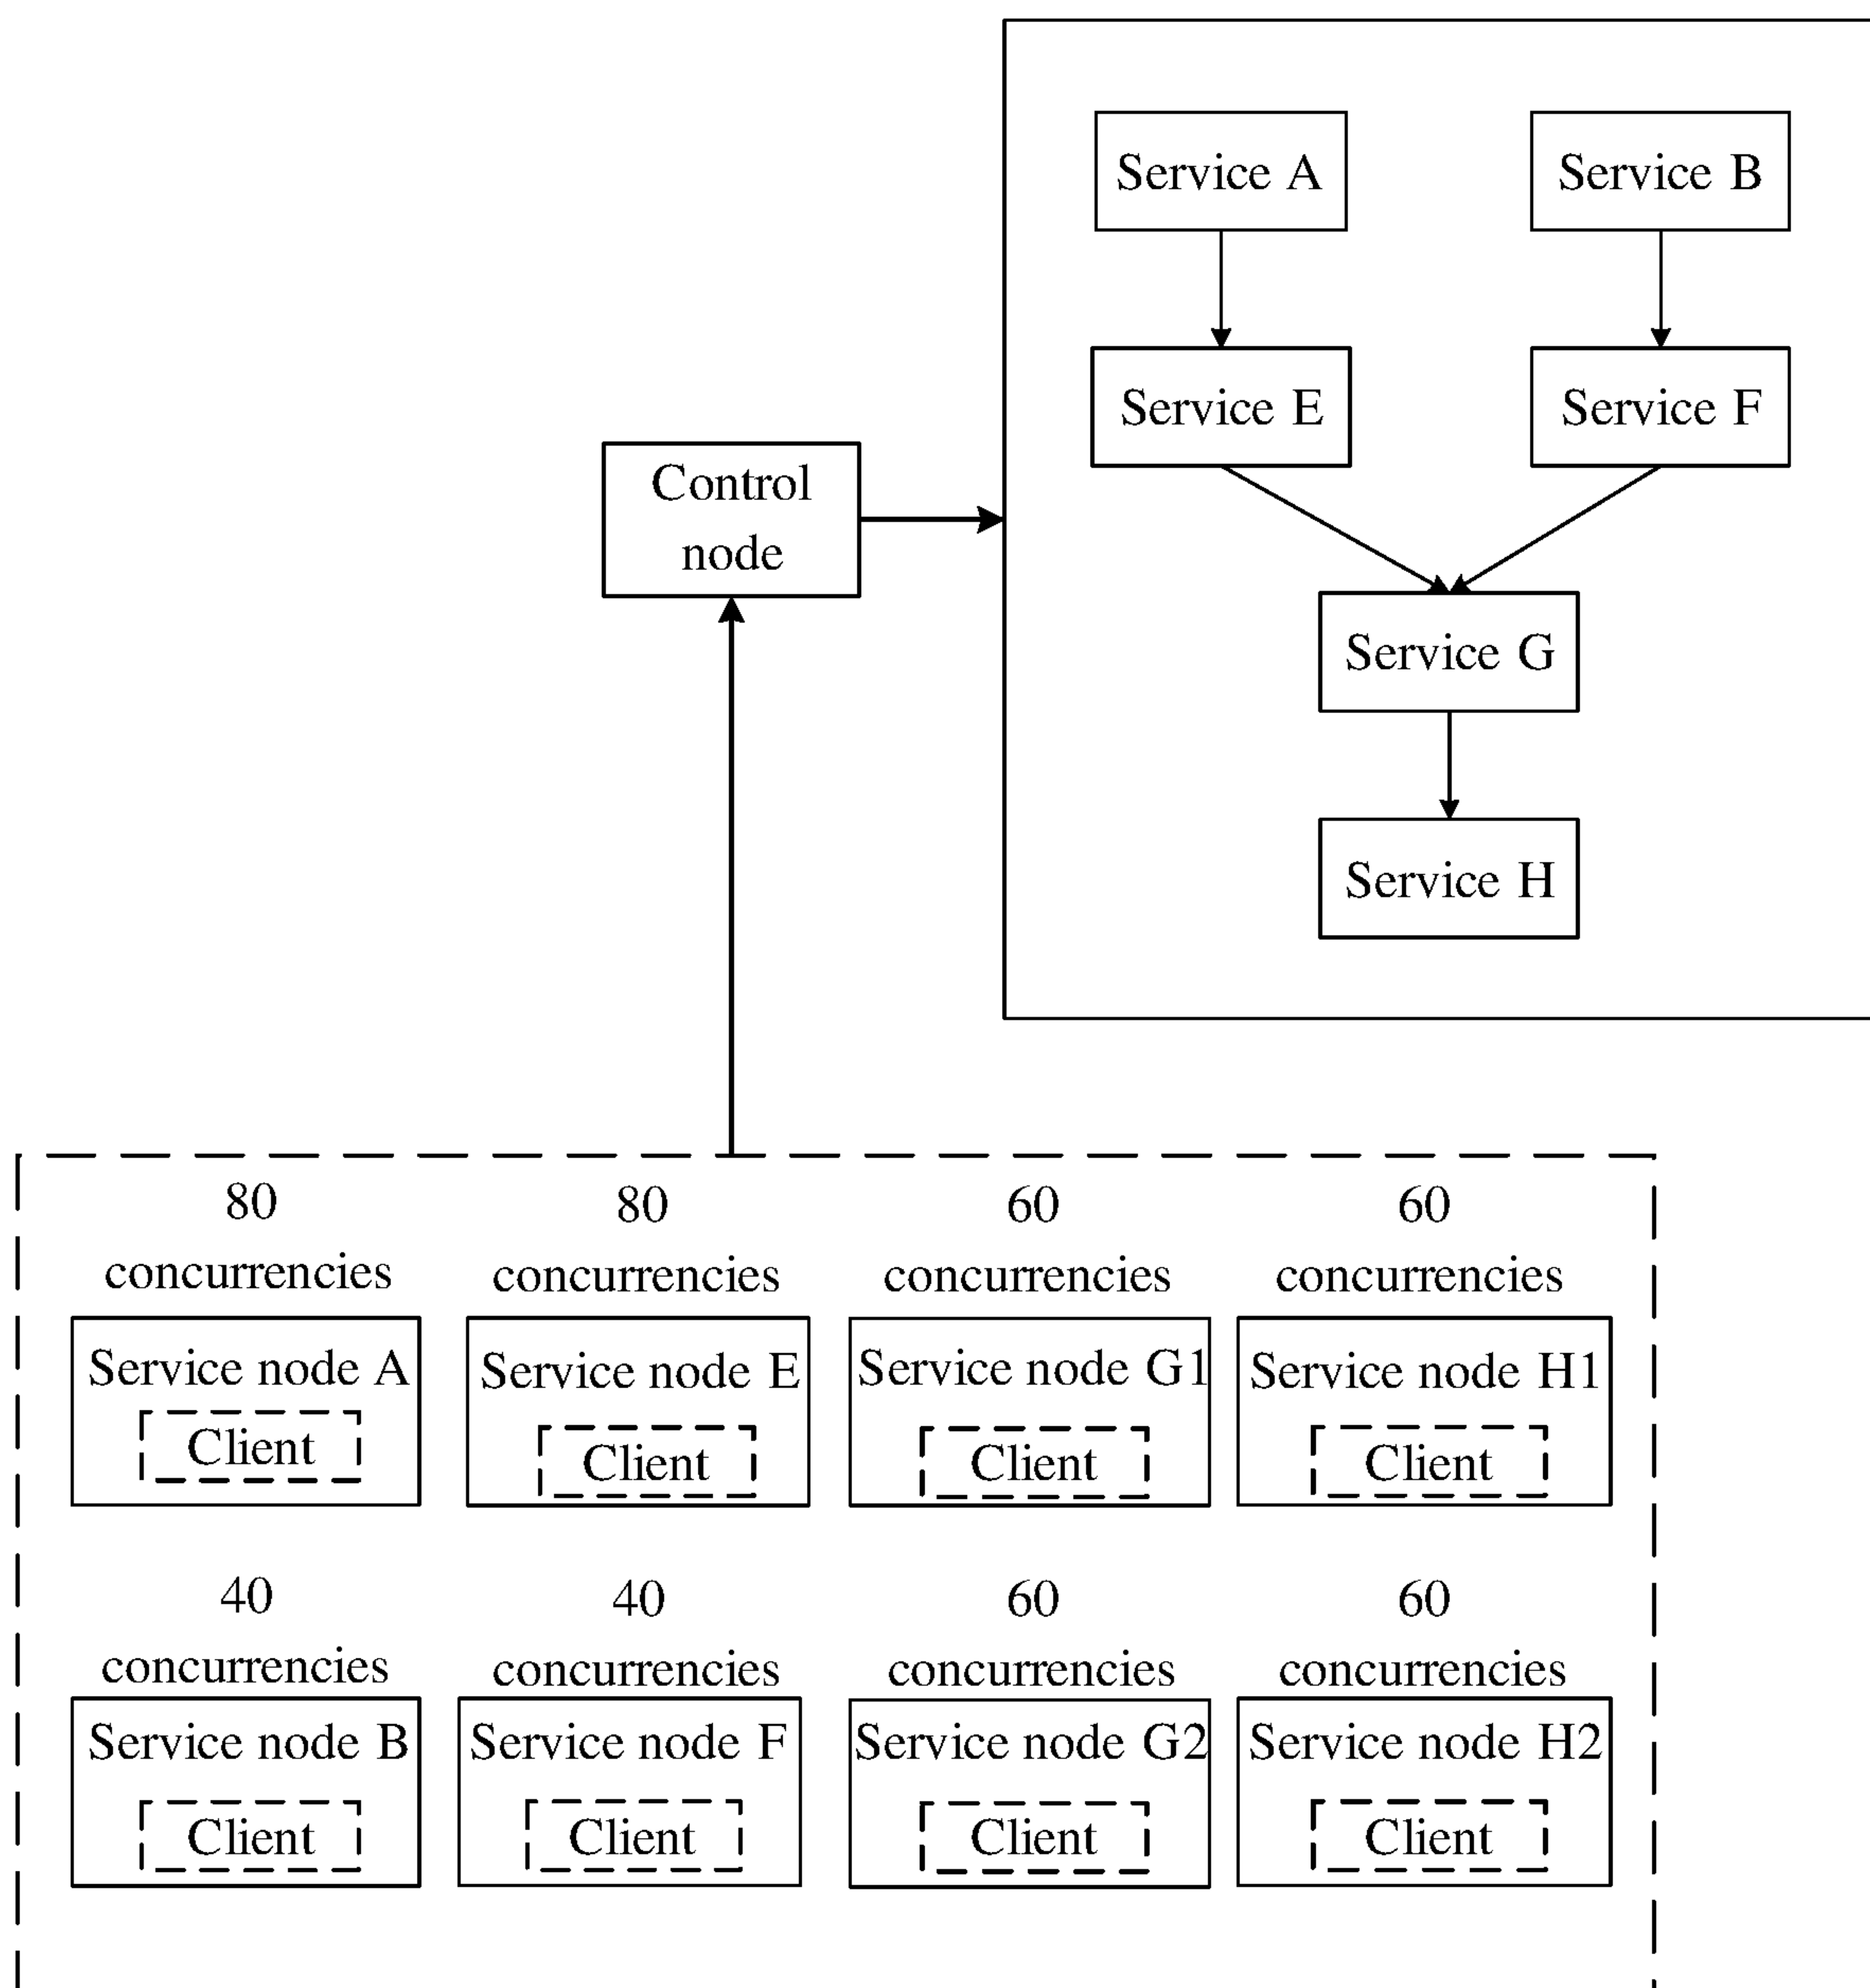 Service A
Service B
Service E
Service F
Control
node
Service G
Service H
80
concurrencies
80
concurrencies
60
concurrencies
60
concurrencies
Service node A
Client
Service node E
Client
Service node G1
Client
Service node H1
Client
40
concurrencies
40
concurrencies
60
concurrencies
60
concurrencies
Service node B
Client
Service node F
Client
Service node G2
Client
Service node H2
Client